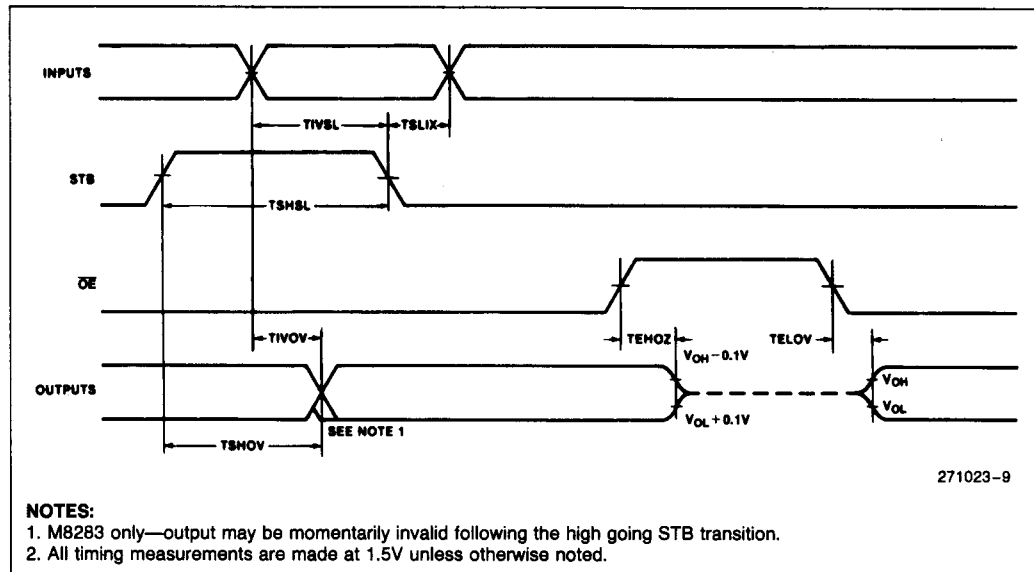 INPUTS
TIVSL
TSLIX
STB
TSHSL
OE
TIVOV
TEHOZ
TELOV
VOH-0.1V
VOH
OUTPUTS
VOL
VOL+0.1V
SEE NOTE 1
TSHOV
271023-9
NOTES:
1. M8283 only—output may be momentarily invalid following the high going STB transition.
2. All timing measurements are made at 1.5V unless otherwise noted.